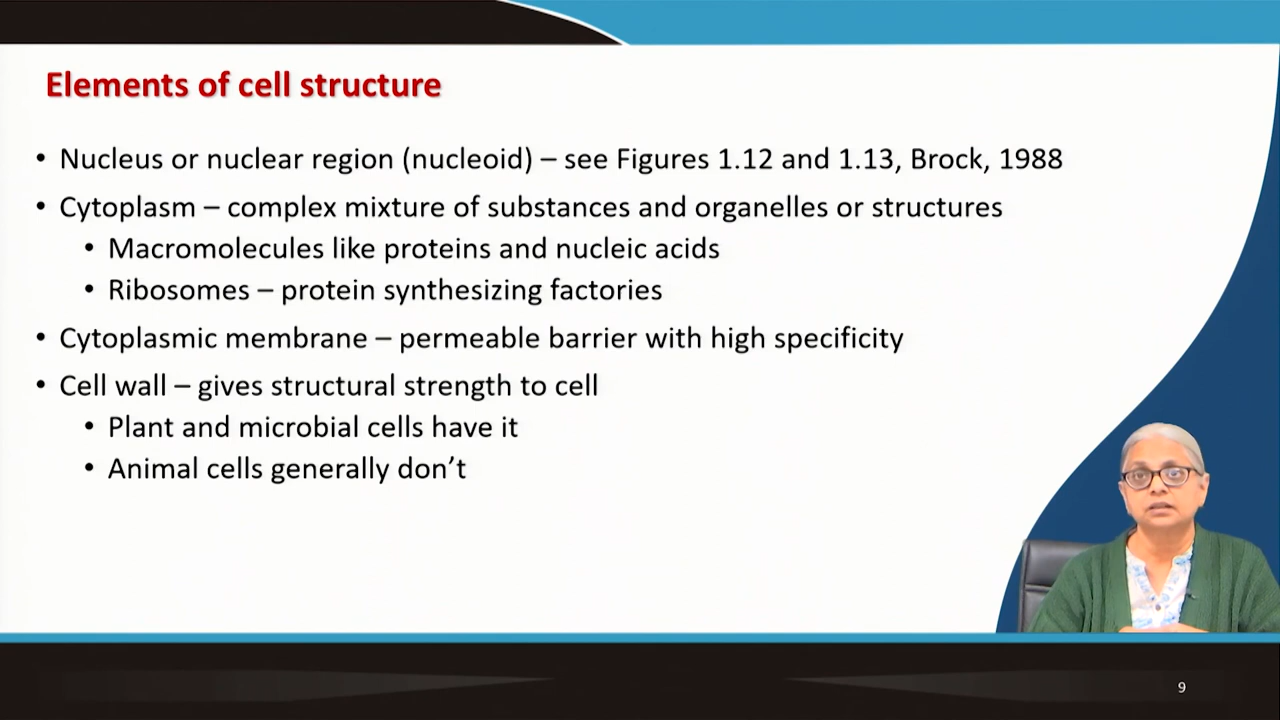 Elements of cell structure
• Nucleus or nuclear region (nucleoid) – see Figures 1.12 and 1.13, Brock, 1988
• Cytoplasm – complex mixture of substances and organelles or structures
• Macromolecules like proteins and nucleic acids
• Ribosomes – protein synthesizing factories
• Cytoplasmic membrane – permeable barrier with high specificity
• Cell wall – gives structural strength to cell
• Plant and microbial cells have it
• Animal cells generally don’t
9